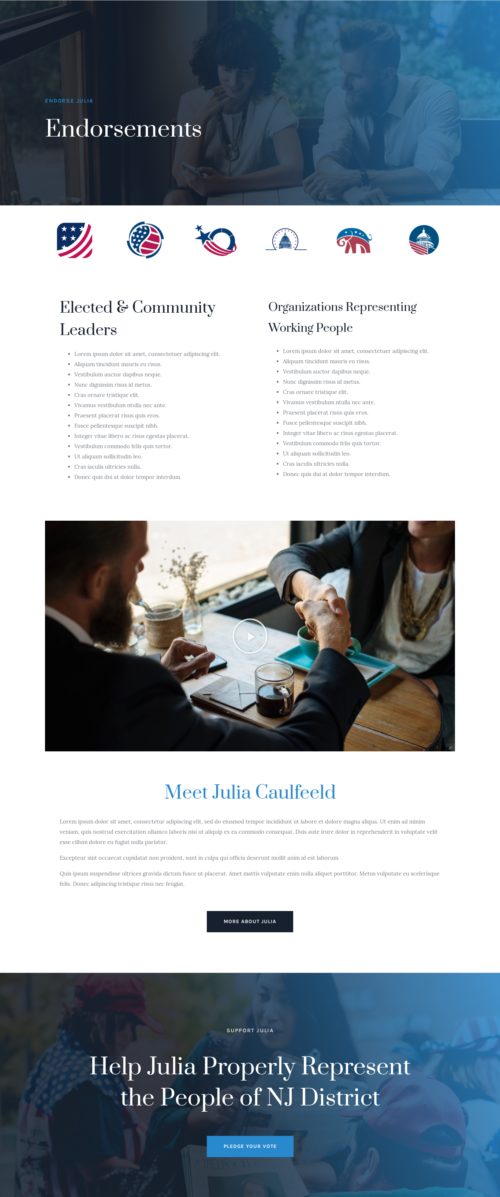 ENDORSE JULIA
Endorsements
Elected & Community
Leaders
Lorem ipsum dolor sit amet, consectetuer adipiscing elit.
Aliquam tincidunt mauris eu risus.
Vestibulum auctor dapibus neque.
Nunc dignissim risus id metus.
Cras ornare tristique elit.
Vivamus vestibulum ntulla nec ante.
Praesent placerat risus quis eros.
Fusce pellentesque suscipit nibh.
Integer vitae libero ac risus egestas placerat.
Vestibulum commodo felis quis tortor.
Ut aliquam sollicitudin leo.
Cras iaculis ultricies nulla.
Donec quis dui at dolor tempor interdum.
Organizations Representing
Working People
Lorem ipsum dolor sit amet, consectetuer adipiscing elit.
Aliquam tincidunt mauris eu risus.
Vestibulum auctor dapibus neque.
Nunc dignissim risus id metus.
Cras ornare tristique elit.
Vivamus vestibulum ntulla nec ante.
Praesent placerat risus quis eros.
Fusce pellentesque suscipit nibh.
Integer vitae libero ac risus egestas placerat.
Vestibulum commodo felis quis tortor.
Ut aliquam sollicitudin leo.
Cras iaculis ultricies nulla.
Donec quis dui at dolor tempor interdum.
Meet Julia Caulfeeld
Lorem ipsum dolor sit amet, consectetur adipiscing elit, sed do eiusmod tempor incididunt ut labore et dolore magna aliqua. Ut enim ad minim
veniam, quis nostrud exercitation ullamco laboris nisi ut aliquip ex ea commodo consequat. Duis aute irure dolor in reprehenderit in voluptate velit
esse cillum dolore eu fugiat nulla pariatur.
Excepteur sint occaecat cupidatat non proident, sunt in culpa qui officia deserunt mollit anim id est laborum
Quis ipsum suspendisse ultrices gravida dictum fusce ut placerat. Amet mattis vulputate enim nulla aliquet porttitor. Metus vulputate eu scelerisque
felis. Donec adipiscing tristique risus nec feugiat.
MORE ABOUT JULIA
SUPPORT JULIA
Help Julia Properly Represent
the People of NJ District
PLEDGE YOUR VOTE